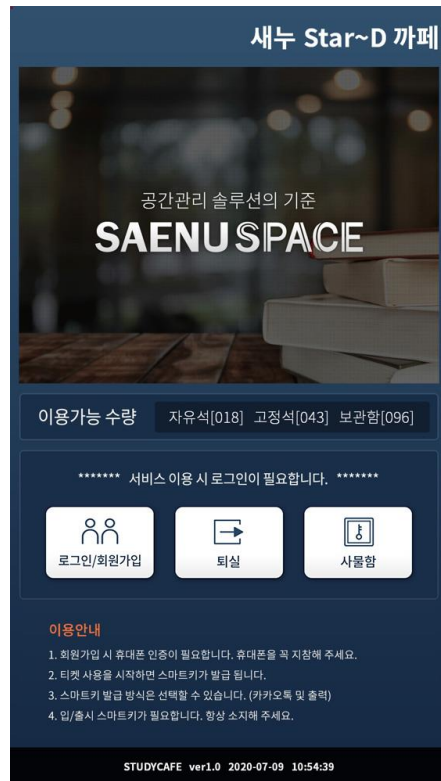 새누 Star~D 까페
공간관리 솔루션의 기준
SAENU SPACE
이용가능 수량 자유석[018] 고정석[043] 보관함[096]
******* 서비스 이용 시 로그인이 필요합니다. *******
로그인/회원가입 퇴실 사물함
이용안내
1. 회원가입 시 휴대폰 인증이 필요합니다. 휴대폰을 꼭 지참해 주세요.
2. 티켓 사용을 시작하면 스마트키가 발급 됩니다.
3. 스마트키 발급 방식은 선택할 수 있습니다. (카카오톡 및 출력)
4. 입/출시 스마트키가 필요합니다. 항상 소지해 주세요.
STUDYCAFE ver1.0 2020-07-09 10:54:39